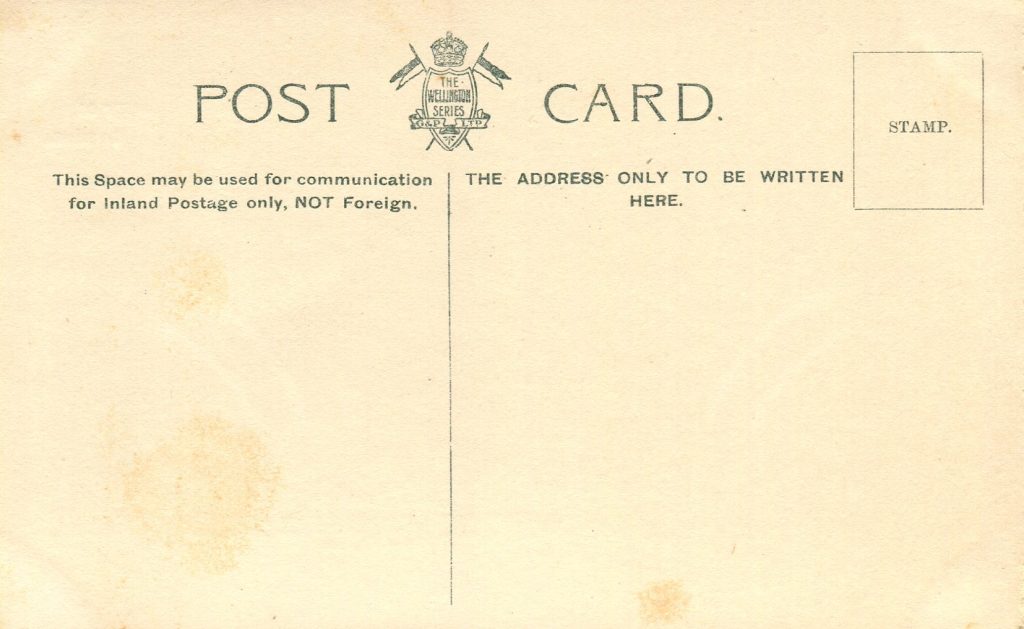 POST CARD.
THE
WELLINGTON
SERIES
G&P LTD
STAMP.
This Space may be used for communication
for Inland Postage only, NOT Foreign.
THE ADDRESS ONLY TO BE WRITTEN
HERE.